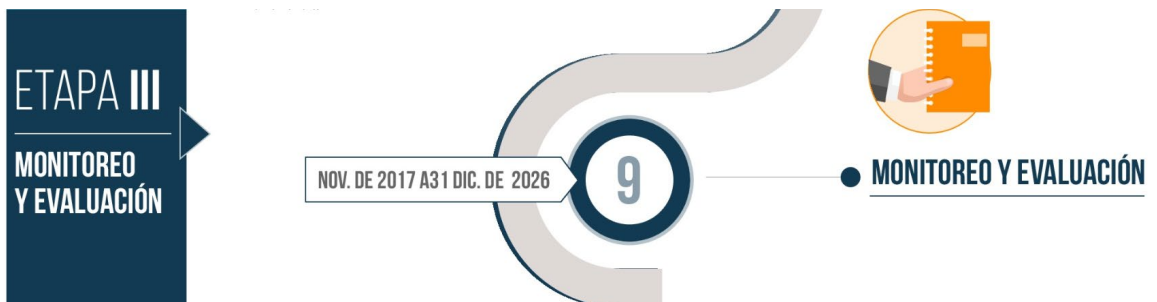 ETAPA III
MONITOREO
Y EVALUACIÓN
NOV. DE 2017 A31 DIC. DE 2026
9
MONITOREO Y EVALUACIÓN